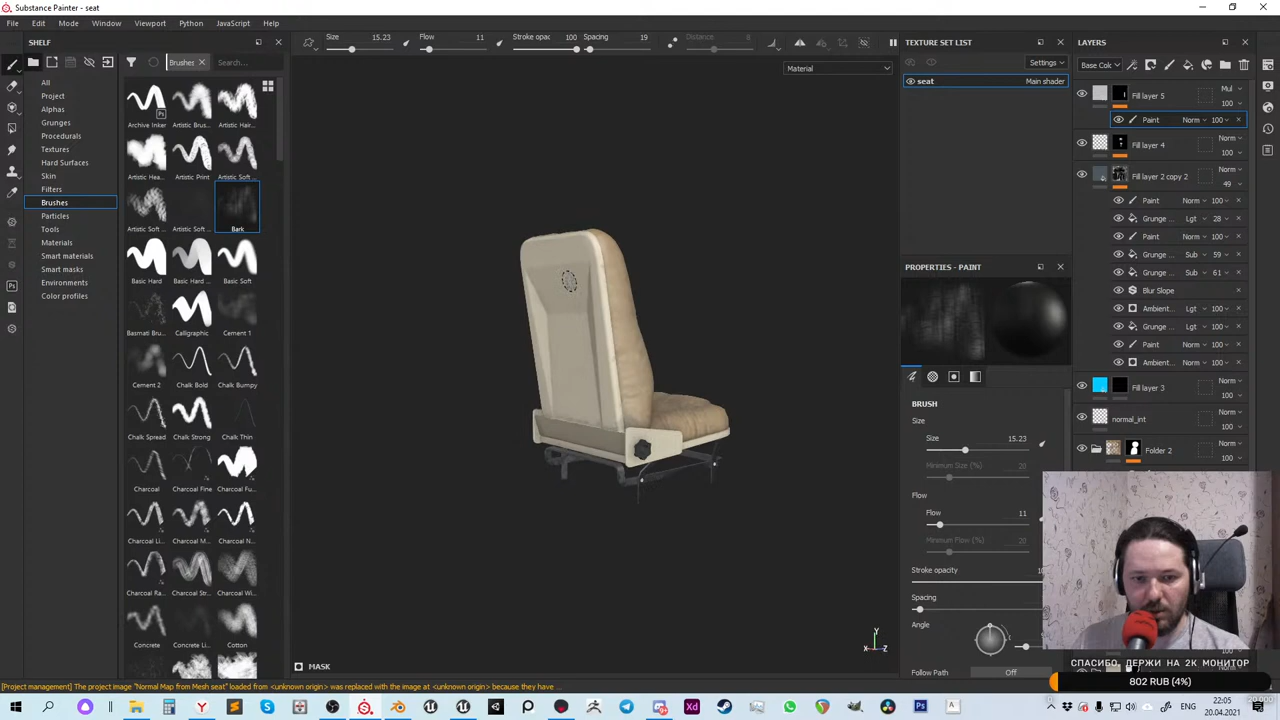 Substance Painter - seat
File Edit Mode Window Viewport Python JavaScript Help
SHELF
Size 15.23 Flow 11 Stroke opac 100 Spacing 19 Distance 8
Brushes Search...
Material
All
Project
Alphas
Grunges
Procedurals
Textures
Hard Surfaces
Skin
Filters
Brushes
Particles
Tools
Materials
Smart materials
Smart masks
Environments
Color profiles
Archive Inker Artistic Brus... Artistic Hair...
Artistic Hea... Artistic Print Artistic Soft ...
Artistic Soft ... Artistic Soft ... Bark
Basic Hard Basic Hard ... Basic Soft
Basmati Bru... Calligraphic Cement 1
Cement 2 Chalk Bold Chalk Bumpy
Chalk Spread Chalk Strong Chalk Thin
Charcoal Charcoal Fine Charcoal Fu...
Charcoal Li... Charcoal M... Charcoal N...
Charcoal Ra... Charcoal Str... Charcoal Wi...
Concrete Concrete Li... Cotton
Y
X Z
MASK
TEXTURE SET LIST
Settings
seat Main shader
PROPERTIES - PAINT
BRUSH
Size
Size 15.23
Minimum Size (%) 20
Flow
Flow 11
Minimum Flow (%) 20
Stroke opacity
Spacing
Angle
Follow Path Off
LAYERS
Base Col
Fill layer 5 Mul 100
Paint Norm 100
Fill layer 4 Norm 100
Fill layer 2 copy 2 Norm 49
Paint Norm 100
Grunge ... Lgt 28
Paint Norm 100
Grunge ... Sub 59
Grunge ... Sub 61
Blur Slope
Ambient... Lgt 100
Grunge ... Norm 100
Paint Norm 100
Ambient... Norm 100
Fill layer 3 Norm 100
normal_int Norm 100
Folder 2 Norm 100
СПАСИБО, ДЕРЖИ НА 2К МОНИТОР
802 RUB (4%)
20.000
[Project management] The project image "Normal Map from Mesh seat" loaded from <unknown origin> was replaced with the image at <unknown origin> because they have ...
ENG
22:05
20.04.2021